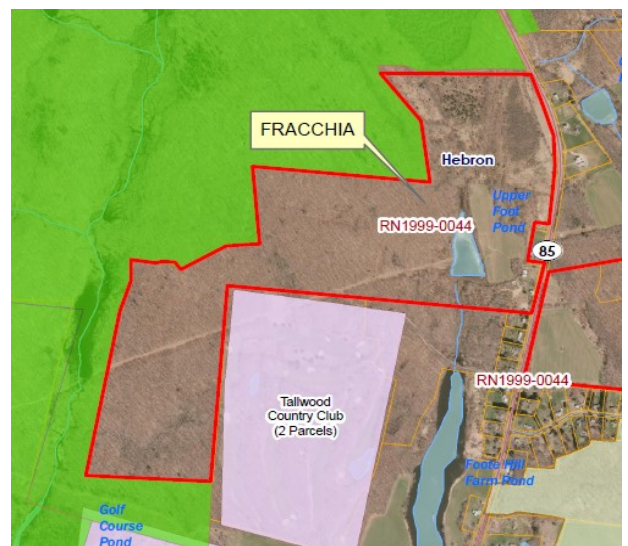 FRACCHIA
Hebron
Upper
Foot
Pond
RN1999-0044
85
RN1999-0044
Tallwood
Country Club
(2 Parcels)
Foote Hill
Farm Pond
Golf
Course
Pond